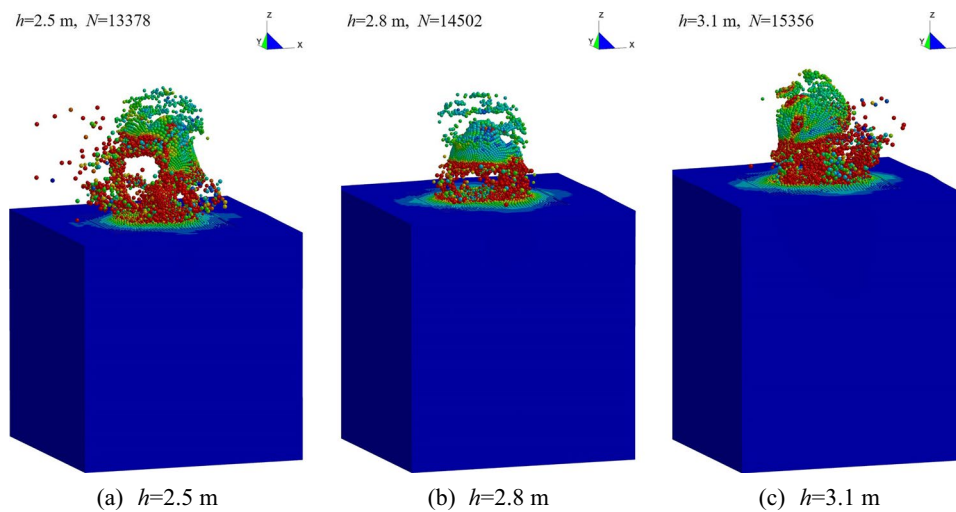 h=2.5 m, N=13378
Z
Y
X
h=2.8 m, N=14502
Z
Y
X
h=3.1 m, N=15356
Z
Y
X
(a) h=2.5 m
(b) h=2.8 m
(c) h=3.1 m